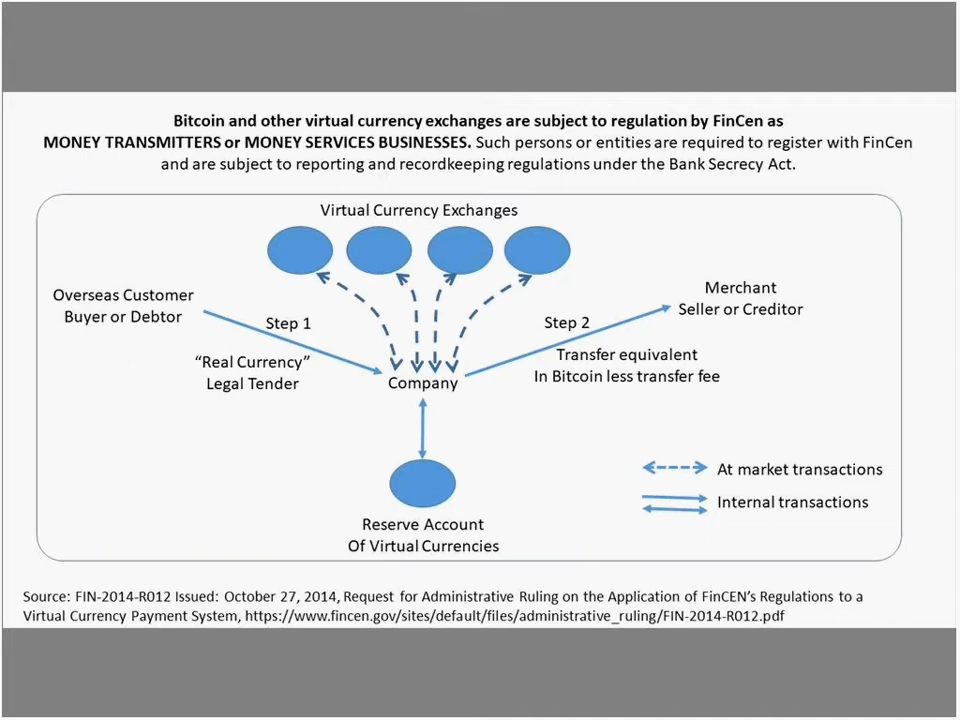 Bitcoin and other virtual currency exchanges are subject to regulation by FinCen as
MONEY TRANSMITTERS or MONEY SERVICES BUSINESSES. Such persons or entities are required to register with FinCen
and are subject to reporting and recordkeeping regulations under the Bank Secrecy Act.
Virtual Currency Exchanges
Overseas Customer
Buyer or Debtor
Merchant
Seller or Creditor
Step 1
Step 2
"Real Currency"
Legal Tender
Transfer equivalent
In Bitcoin less transfer fee
Company
At market transactions
Internal transactions
Reserve Account
Of Virtual Currencies
Source: FIN-2014-R012 Issued: October 27, 2014, Request for Administrative Ruling on the Application of FinCEN's Regulations to a
Virtual Currency Payment System, https://www.fincen.gov/sites/default/files/administrative_ruling/FIN-2014-R012.pdf